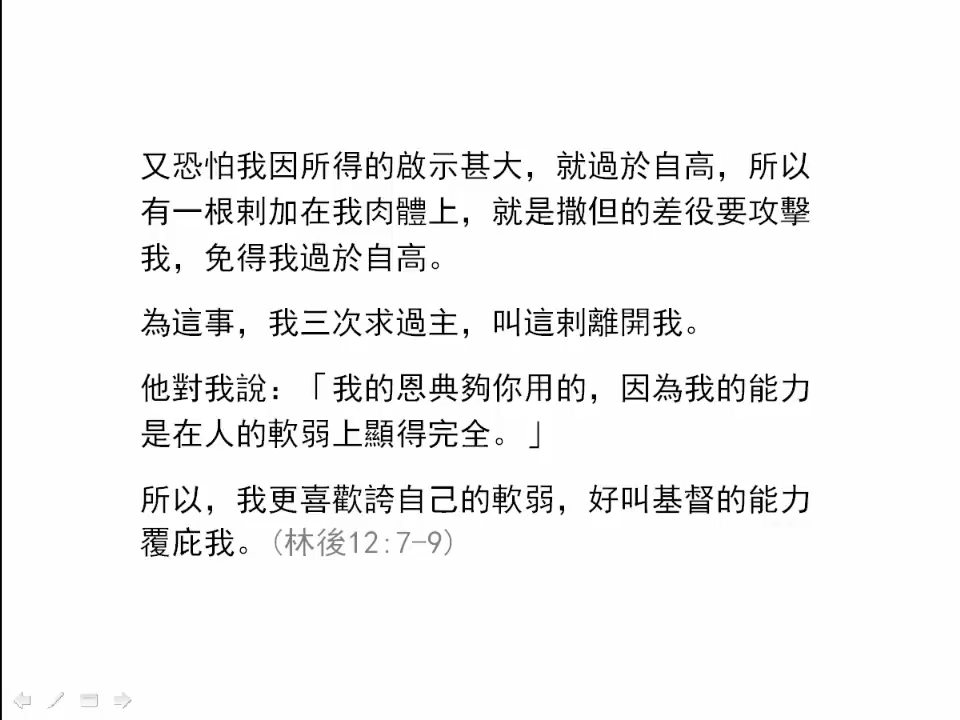 又恐怕我因所得的啟示甚大，就過於自高，所以
有一根剌加在我肉體上，就是撒但的差役要攻擊
我，免得我過於自高。
為這事，我三次求過主，叫這剌離開我。
他對我說：「我的恩典夠你用的，因為我的能力
是在人的軟弱上顯得完全。」
所以，我更喜歡誇自己的軟弱，好叫基督的能力
覆庇我。(林後12:7-9)